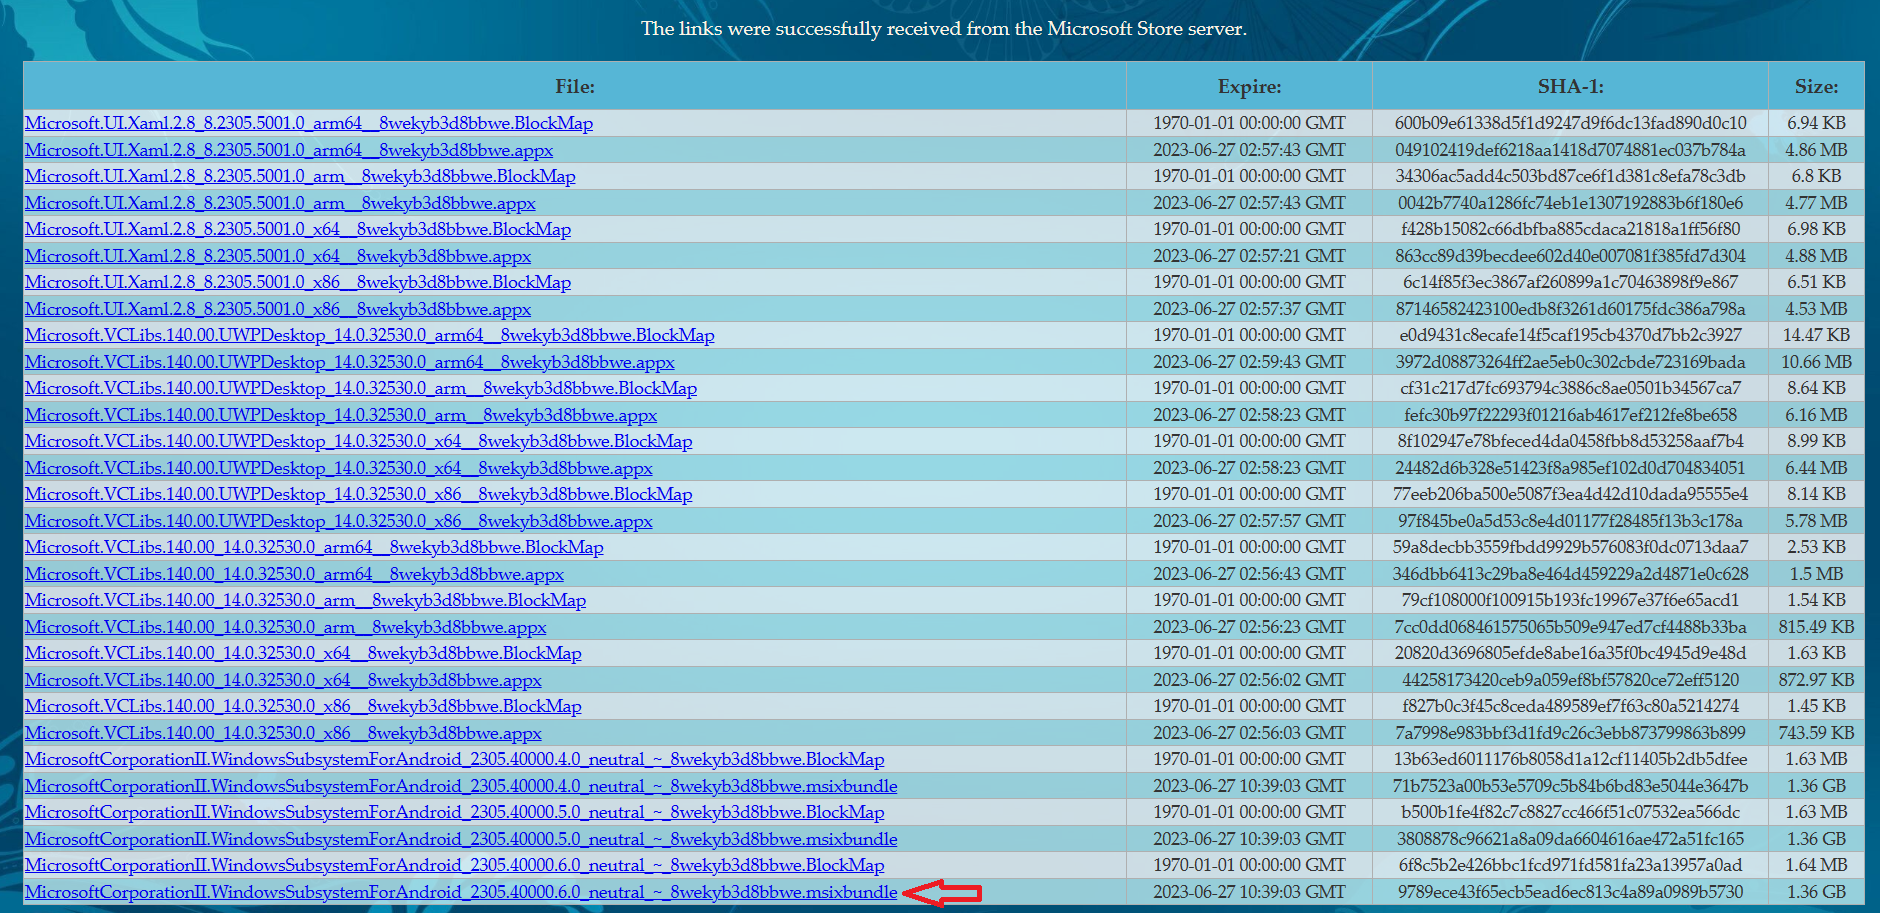 The links were successfully received from the Microsoft Store server.
File: Expire: SHA-1: Size:
Microsoft.UI.Xaml.2.8_8.2305.5001.0_arm64__8wekyb3d8bbwe.BlockMap 1970-01-01 00:00:00 GMT 600b09e61338d5f1d9247d9f6dc13fad890d0c10 6.94 KB
Microsoft.UI.Xaml.2.8_8.2305.5001.0_arm64__8wekyb3d8bbwe.appx 2023-06-27 02:57:43 GMT 049102419def6218aa1418d7074881ec037b784a 4.86 MB
Microsoft.UI.Xaml.2.8_8.2305.5001.0_arm__8wekyb3d8bbwe.BlockMap 1970-01-01 00:00:00 GMT 34306ac5add4c503bd87ce6f1d381c8efa78c3db 6.8 KB
Microsoft.UI.Xaml.2.8_8.2305.5001.0_arm__8wekyb3d8bbwe.appx 2023-06-27 02:57:43 GMT 0042b7740a1286fc74eb1e1307192883b6f180e6 4.77 MB
Microsoft.UI.Xaml.2.8_8.2305.5001.0_x64__8wekyb3d8bbwe.BlockMap 1970-01-01 00:00:00 GMT f428b15082c66dbfba885cdaca21818a1ff56f80 6.98 KB
Microsoft.UI.Xaml.2.8_8.2305.5001.0_x64__8wekyb3d8bbwe.appx 2023-06-27 02:57:21 GMT 863cc89d39becdee602d40e007081f385fd7d304 4.88 MB
Microsoft.UI.Xaml.2.8_8.2305.5001.0_x86__8wekyb3d8bbwe.BlockMap 1970-01-01 00:00:00 GMT 6c14f85f3ec3867af260899a1c70463898f9e867 6.51 KB
Microsoft.UI.Xaml.2.8_8.2305.5001.0_x86__8wekyb3d8bbwe.appx 2023-06-27 02:57:37 GMT 87146582423100edb8f3261d60175fdc386a798a 4.53 MB
Microsoft.VCLibs.140.00.UWPDesktop_14.0.32530.0_arm64__8wekyb3d8bbwe.BlockMap 1970-01-01 00:00:00 GMT e0d9431c8ecafe14f5caf195cb4370d7bb2c3927 14.47 KB
Microsoft.VCLibs.140.00.UWPDesktop_14.0.32530.0_arm64__8wekyb3d8bbwe.appx 2023-06-27 02:59:43 GMT 3972d08873264ff2ae5eb0c302cbde723169bada 10.66 MB
Microsoft.VCLibs.140.00.UWPDesktop_14.0.32530.0_arm__8wekyb3d8bbwe.BlockMap 1970-01-01 00:00:00 GMT cf31c217d7fc693794c3886c8ae0501b34567ca7 8.64 KB
Microsoft.VCLibs.140.00.UWPDesktop_14.0.32530.0_arm__8wekyb3d8bbwe.appx 2023-06-27 02:58:23 GMT fefc30b97f22293f01216ab4617ef212fe8be658 6.16 MB
Microsoft.VCLibs.140.00.UWPDesktop_14.0.32530.0_x64__8wekyb3d8bbwe.BlockMap 1970-01-01 00:00:00 GMT 8f102947e78bfeced4da0458fbb8d53258aaf7b4 8.99 KB
Microsoft.VCLibs.140.00.UWPDesktop_14.0.32530.0_x64__8wekyb3d8bbwe.appx 2023-06-27 02:58:23 GMT 24482d6b328e51423f8a985ef102d0d704834051 6.44 MB
Microsoft.VCLibs.140.00.UWPDesktop_14.0.32530.0_x86__8wekyb3d8bbwe.BlockMap 1970-01-01 00:00:00 GMT 77eeb206ba500e5087f3ea4d42d10dada95555e4 8.14 KB
Microsoft.VCLibs.140.00.UWPDesktop_14.0.32530.0_x86__8wekyb3d8bbwe.appx 2023-06-27 02:57:57 GMT 97f845be0a5d53c8e4d01177f28485f13b3c178a 5.78 MB
Microsoft.VCLibs.140.00_14.0.32530.0_arm64__8wekyb3d8bbwe.BlockMap 1970-01-01 00:00:00 GMT 59a8decbb3559fbdd9929b576083f0dc0713daa7 2.53 KB
Microsoft.VCLibs.140.00_14.0.32530.0_arm64__8wekyb3d8bbwe.appx 2023-06-27 02:56:43 GMT 346dbb6413c29ba8e464d459229a2d4871e0c628 1.5 MB
Microsoft.VCLibs.140.00_14.0.32530.0_arm__8wekyb3d8bbwe.BlockMap 1970-01-01 00:00:00 GMT 79cf108000f100915b193fc19967e37f6e65acd1 1.54 KB
Microsoft.VCLibs.140.00_14.0.32530.0_arm__8wekyb3d8bbwe.appx 2023-06-27 02:56:23 GMT 7cc0dd068461575065b509e947ed7cf4488b33ba 815.49 KB
Microsoft.VCLibs.140.00_14.0.32530.0_x64__8wekyb3d8bbwe.BlockMap 1970-01-01 00:00:00 GMT 20820d3696805efde8abe16a35f0bc4945d9e48d 1.63 KB
Microsoft.VCLibs.140.00_14.0.32530.0_x64__8wekyb3d8bbwe.appx 2023-06-27 02:56:02 GMT 44258173420ceb9a059ef8bf57820ce72eff5120 872.97 KB
Microsoft.VCLibs.140.00_14.0.32530.0_x86__8wekyb3d8bbwe.BlockMap 1970-01-01 00:00:00 GMT f827b0c3f45c8ceda489589ef7f63c80a5214274 1.45 KB
Microsoft.VCLibs.140.00_14.0.32530.0_x86__8wekyb3d8bbwe.appx 2023-06-27 02:56:03 GMT 7a7998e983bbf3d1fd9c26c3ebb873799863b899 743.59 KB
MicrosoftCorporationII.WindowsSubsystemForAndroid_2305.40000.4.0_neutral_~_8wekyb3d8bbwe.BlockMap 1970-01-01 00:00:00 GMT 13b63ed6011176b8058d1a12cf11405b2db5dfee 1.63 MB
MicrosoftCorporationII.WindowsSubsystemForAndroid_2305.40000.4.0_neutral_~_8wekyb3d8bbwe.msixbundle 2023-06-27 10:39:03 GMT 71b7523a00b53e5709c5b84b6bd83e5044e3647b 1.36 GB
MicrosoftCorporationII.WindowsSubsystemForAndroid_2305.40000.5.0_neutral_~_8wekyb3d8bbwe.BlockMap 1970-01-01 00:00:00 GMT b500b1fe4f82c7c8827cc466f51c07532ea566dc 1.63 MB
MicrosoftCorporationII.WindowsSubsystemForAndroid_2305.40000.5.0_neutral_~_8wekyb3d8bbwe.msixbundle 2023-06-27 10:39:03 GMT 3808878c96621a8a09da6604616ae472a51fc165 1.36 GB
MicrosoftCorporationII.WindowsSubsystemForAndroid_2305.40000.6.0_neutral_~_8wekyb3d8bbwe.BlockMap 1970-01-01 00:00:00 GMT 6f8c5b2e426bbc1fcd971fd581fa23a13957a0ad 1.64 MB
MicrosoftCorporationII.WindowsSubsystemForAndroid_2305.40000.6.0_neutral_~_8wekyb3d8bbwe.msixbundle 2023-06-27 10:39:03 GMT 9789ece43f65ecb5ead6ec813c4a89a0989b5730 1.36 GB